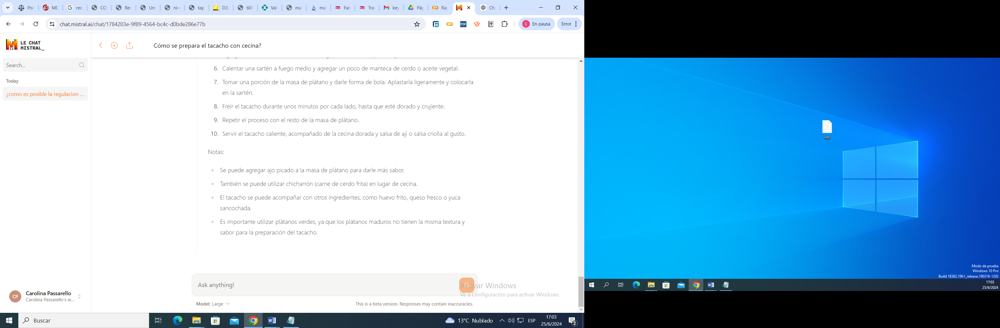 Poc
MD
rec
CO
Rec
Un
ni-
tap
D3
603
Val
ma
ma
Far
Tra
key
Pág
Rag
Ch
chat.mistral.ai/chat/1784203e-9f89-4564-bc4c-d0bde286e77b
PDF
C En pausa
Error
LE CHAT
MISTRAL_
Cómo se prepara el tacacho con cecina?
Search...
Today
¿como es posible la regulacion ...
6. Calentar una sartén a fuego medio y agregar un poco de manteca de cerdo o aceite vegetal.
7. Tomar una porción de la masa de plátano y darle forma de bola. Aplastarla ligeramente y colocarla
en la sartén.
8. Freír el tacacho durante unos minutos por cada lado, hasta que esté dorado y crujiente.
9. Repetir el proceso con el resto de la masa de plátano.
10. Servir el tacacho caliente, acompañado de la cecina dorada y salsa de ají o salsa criolla al gusto.
Notas:
Se puede agregar ajo picado a la masa de plátano para darle más sabor.
También se puede utilizar chicharrón (carne de cerdo frita) en lugar de cecina.
El tacacho se puede acompañar con otros ingredientes, como huevo frito, queso fresco o yuca
sancochada.
Es importante utilizar plátanos verdes, ya que los plátanos maduros no tienen la misma textura y
sabor para la preparación del tacacho.
Ask anything!
Activar Windows
Ve a Configuración para activar Windows.
Model: Large
This is a beta version. Responses may contain inaccuracies.
CP
Carolina Passarello
Carolina Passarello's w...
Buscar
13°C Nublado
ESP
17:03
25/6/2024
2
key
Modo de prueba
Windows 10 Pro
Build 18362.19h1_release.190318-1202
17:03
25/6/2024